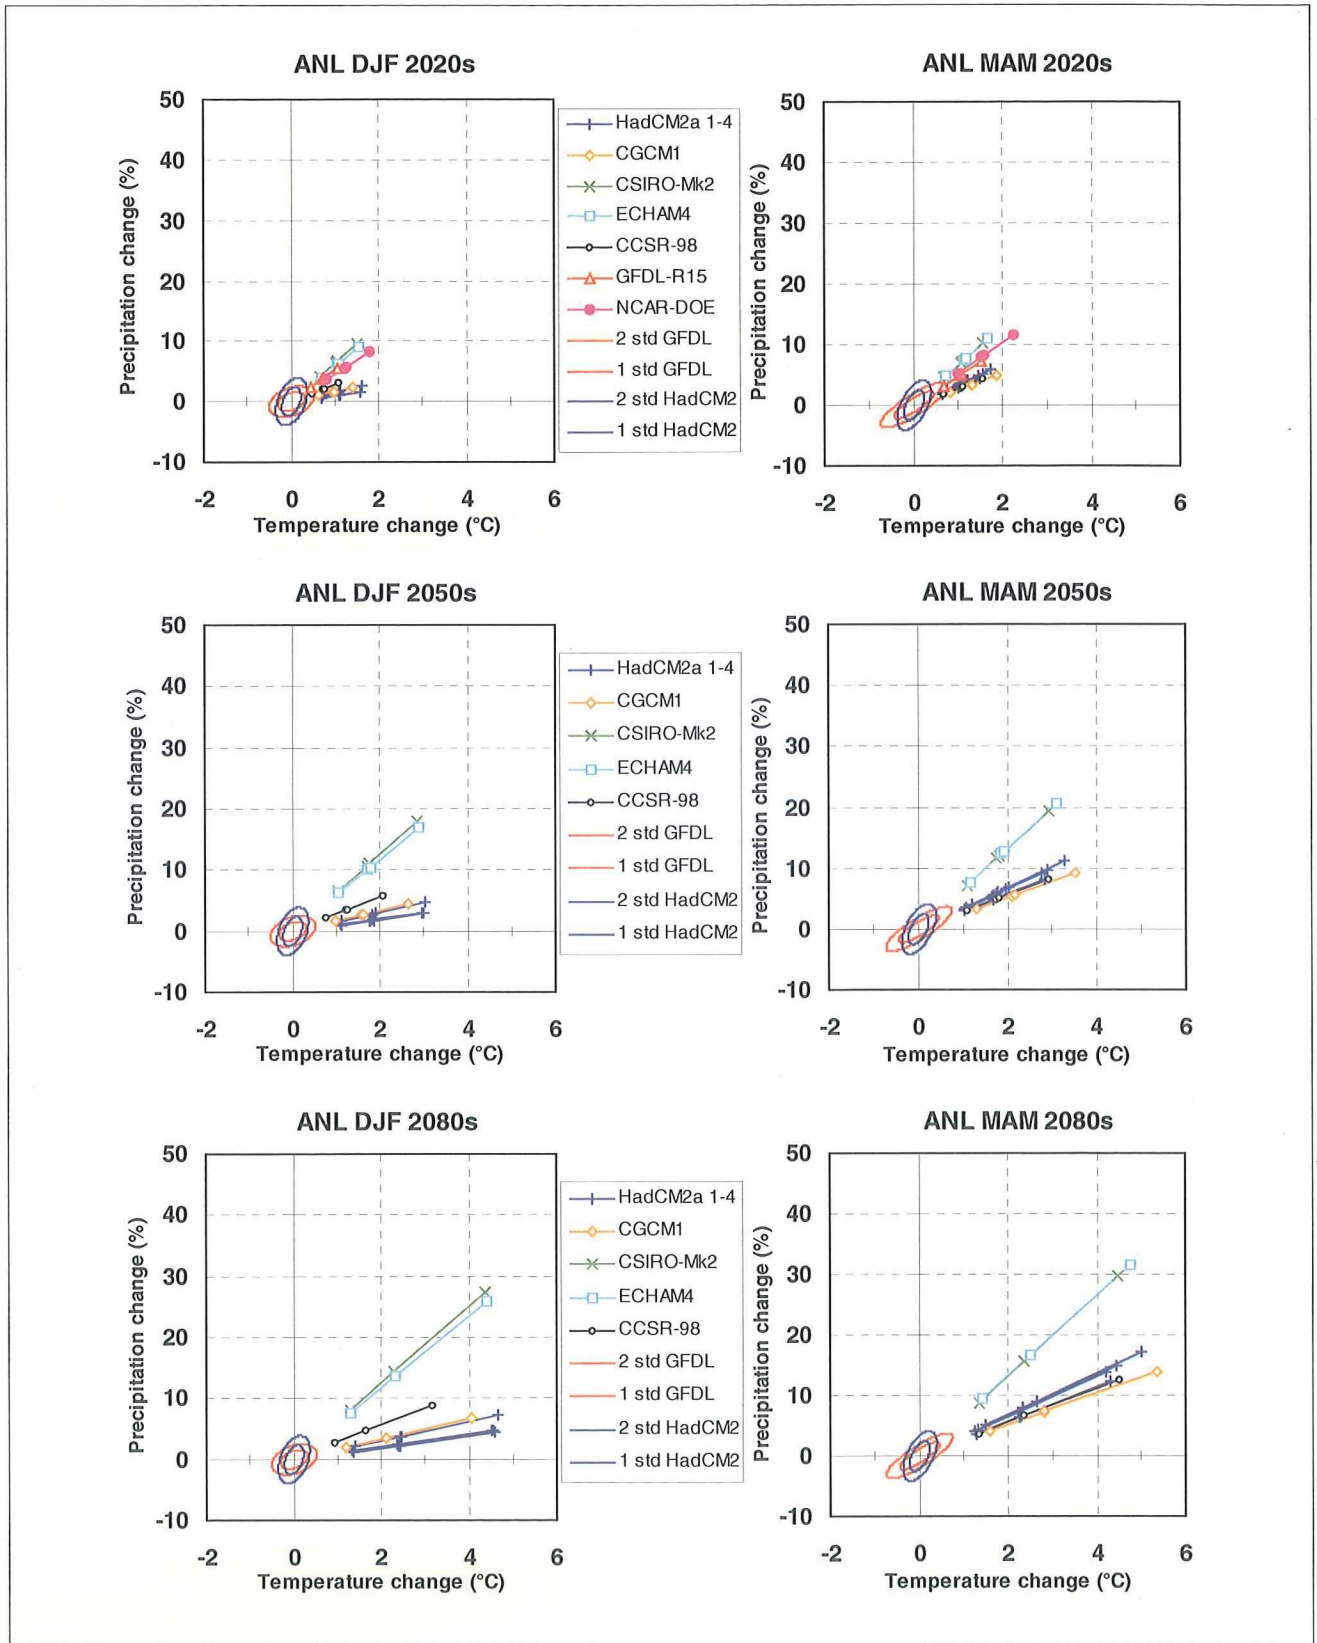 ANL DJF 2020s
Precipitation change (%)
50
40
30
20
10
0
-10
-2 0 2 4 6
Temperature change (°C)
HadCM2a 1-4
CGCM1
CSIRO-Mk2
ECHAM4
CCSR-98
GFDL-R15
NCAR-DOE
2 std GFDL
1 std GFDL
2 std HadCM2
1 std HadCM2
ANL MAM 2020s
Precipitation change (%)
50
40
30
20
10
0
-10
-2 0 2 4 6
Temperature change (°C)
ANL DJF 2050s
Precipitation change (%)
50
40
30
20
10
0
-10
-2 0 2 4 6
Temperature change (°C)
HadCM2a 1-4
CGCM1
CSIRO-Mk2
ECHAM4
CCSR-98
2 std GFDL
1 std GFDL
2 std HadCM2
1 std HadCM2
ANL MAM 2050s
Precipitation change (%)
50
40
30
20
10
0
-10
-2 0 2 4 6
Temperature change (°C)
ANL DJF 2080s
Precipitation change (%)
50
40
30
20
10
0
-10
-2 0 2 4 6
Temperature change (°C)
HadCM2a 1-4
CGCM1
CSIRO-Mk2
ECHAM4
CCSR-98
2 std GFDL
1 std GFDL
2 std HadCM2
1 std HadCM2
ANL MAM 2080s
Precipitation change (%)
50
40
30
20
10
0
-10
-2 0 2 4 6
Temperature change (°C)